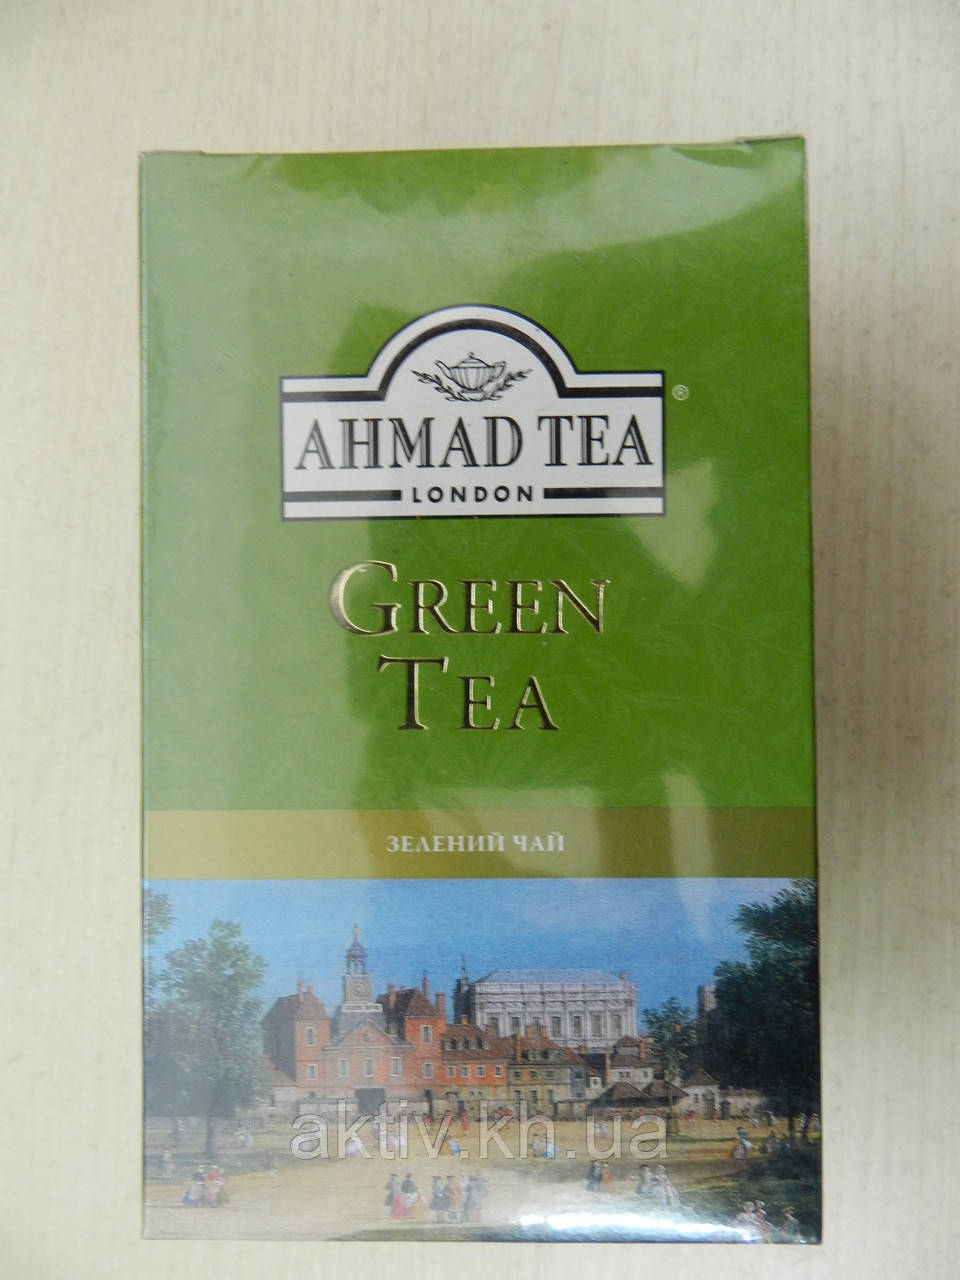 AHMAD TEA
®
LONDON
GREEN
TEA
ЗЕЛЕНИЙ ЧАЙ
aktiv.kh.ua